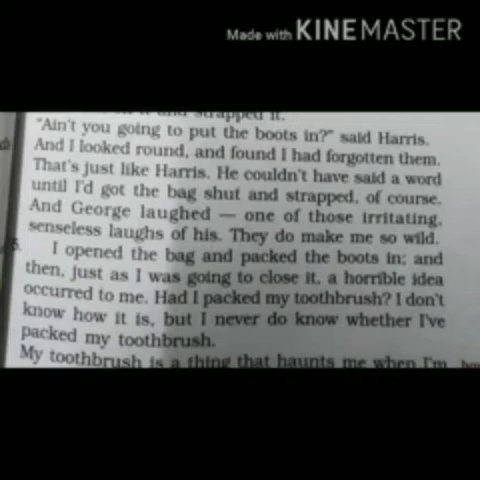 Made with KINEMASTER
and strapped it.
"Ain't you going to put the boots in?" said Harris.
And I looked round, and found I had forgotten them.
That's just like Harris. He couldn't have said a word
until I'd got the bag shut and strapped, of course.
And George laughed — one of those irritating,
senseless laughs of his. They do make me so wild.
I opened the bag and packed the boots in; and
then, just as I was going to close it, a horrible idea
occurred to me. Had I packed my toothbrush? I don't
know how it is, but I never do know whether I've
packed my toothbrush.
My toothbrush is a thing that haunts me when I'm